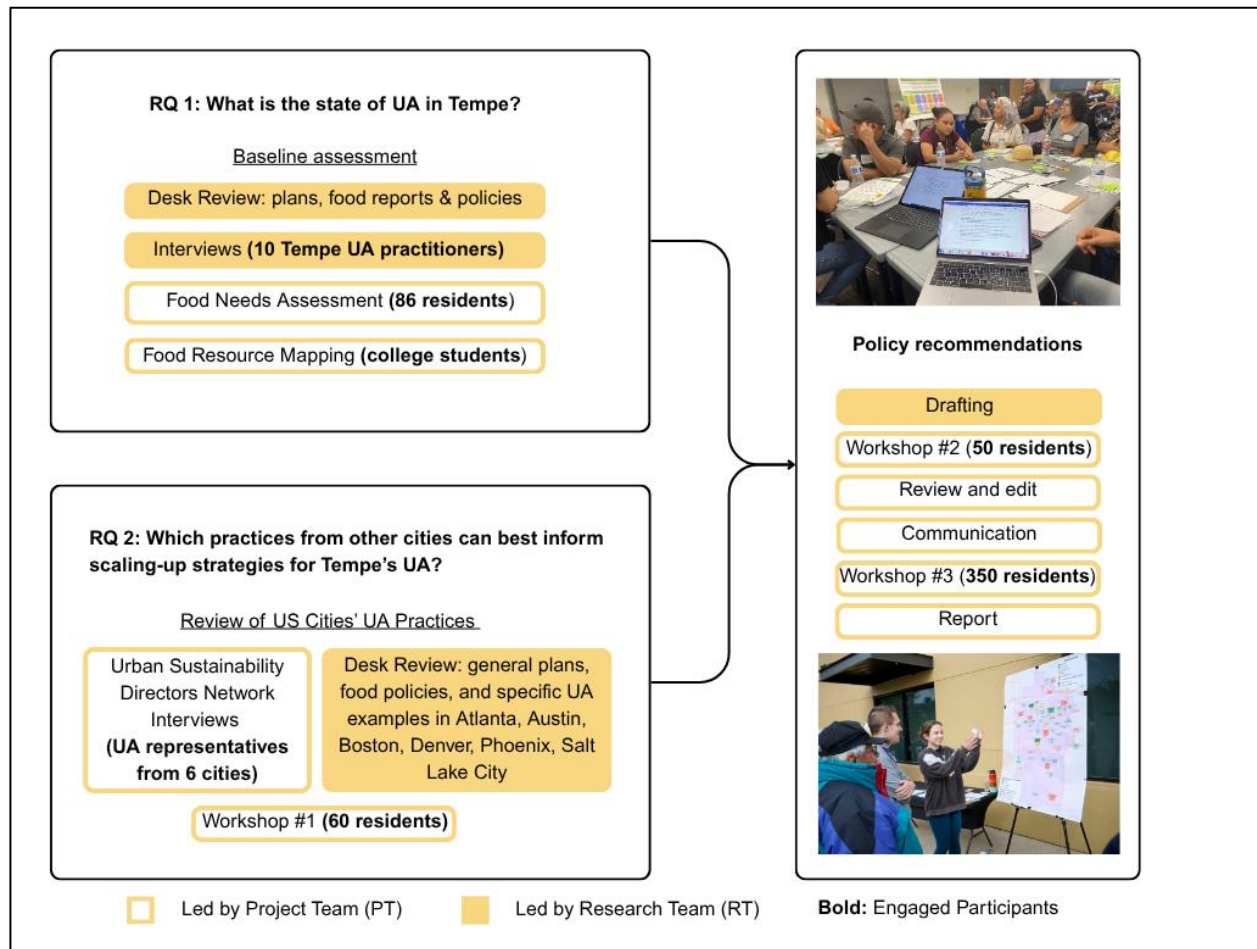 RQ 1: What is the state of UA in Tempe?
Baseline assessment
Desk Review: plans, food reports & policies
Interviews (10 Tempe UA practitioners)
Food Needs Assessment (86 residents)
Food Resource Mapping (college students)
RQ 2: Which practices from other cities can best inform
scaling-up strategies for Tempe's UA?
Review of US Cities' UA Practices
Urban Sustainability
Directors Network
Interviews
(UA representatives
from 6 cities)
Desk Review: general plans,
food policies, and specific UA
examples in Atlanta, Austin,
Boston, Denver, Phoenix, Salt
Lake City
Workshop #1 (60 residents)
Policy recommendations
Drafting
Workshop #2 (50 residents)
Review and edit
Communication
Workshop #3 (350 residents)
Report
Led by Project Team (PT)
Led by Research Team (RT)
Bold: Engaged Participants